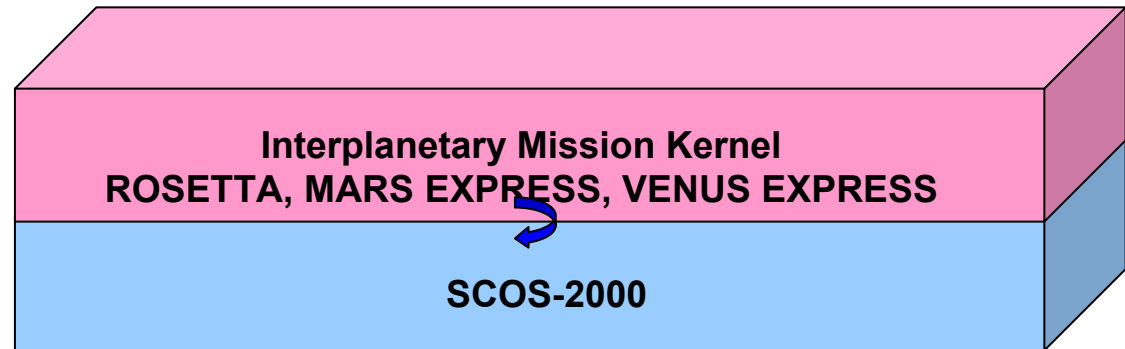 Interplanetary Mission Kernel
ROSETTA, MARS EXPRESS, VENUS EXPRESS
SCOS-2000